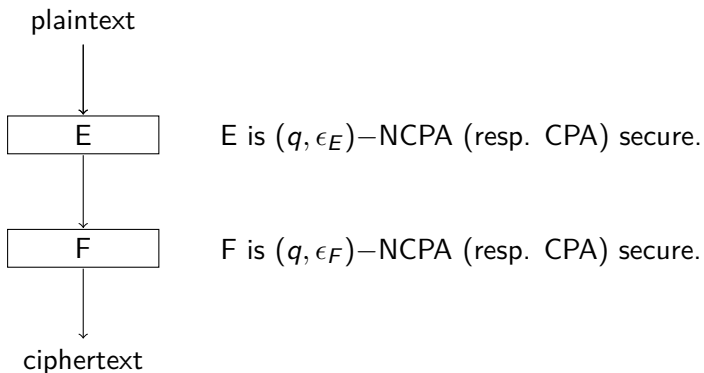 plaintext
E E is (q, ϵ_E)−NCPA (resp. CPA) secure.
F F is (q, ϵ_F)−NCPA (resp. CPA) secure.
ciphertext